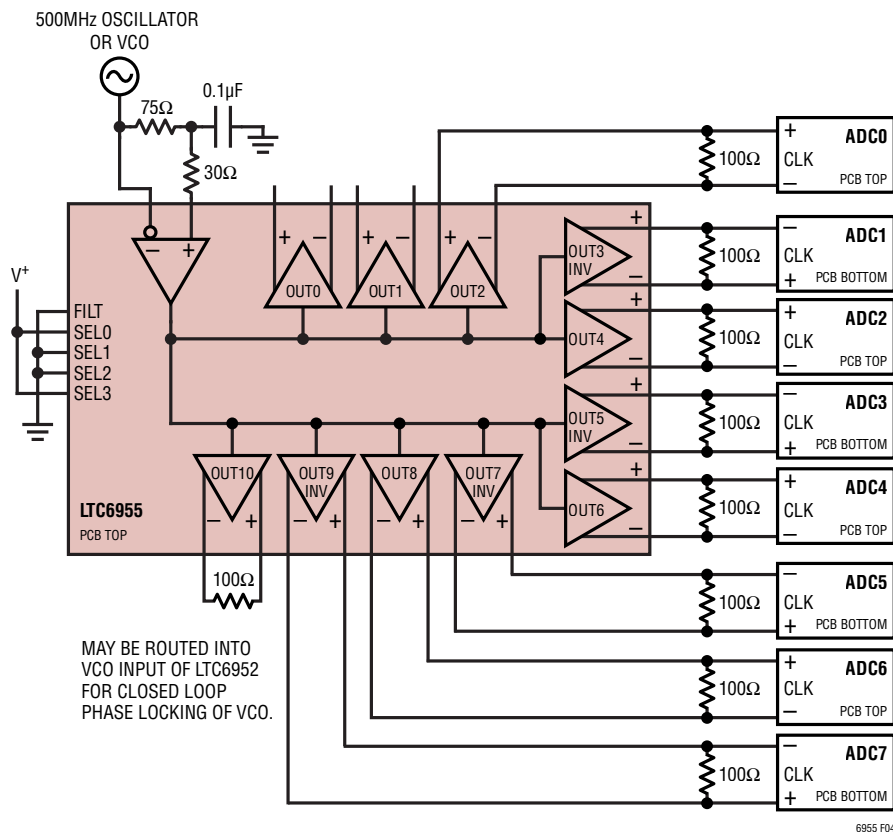 500MHz OSCILLATOR
OR VCO
75Ω
0.1µF
30Ω
V+
FILT
SEL0
SEL1
SEL2
SEL3
− +
+ −
OUT0
+ −
OUT1
+ −
OUT2
+
OUT3
INV
−
+
OUT4
−
+
OUT5
INV
−
+
OUT6
−
OUT10
− +
OUT9
INV
− +
OUT8
− +
OUT7
INV
− +
LTC6955
PCB TOP
100Ω
MAY BE ROUTED INTO
VCO INPUT OF LTC6952
FOR CLOSED LOOP
PHASE LOCKING OF VCO.
100Ω
+ ADC0
CLK
− PCB TOP
100Ω
− ADC1
CLK
+ PCB BOTTOM
100Ω
+ ADC2
CLK
− PCB TOP
100Ω
− ADC3
CLK
+ PCB BOTTOM
100Ω
+ ADC4
CLK
− PCB TOP
100Ω
− ADC5
CLK
+ PCB BOTTOM
100Ω
+ ADC6
CLK
− PCB TOP
100Ω
− ADC7
CLK
+ PCB BOTTOM
6955 F04